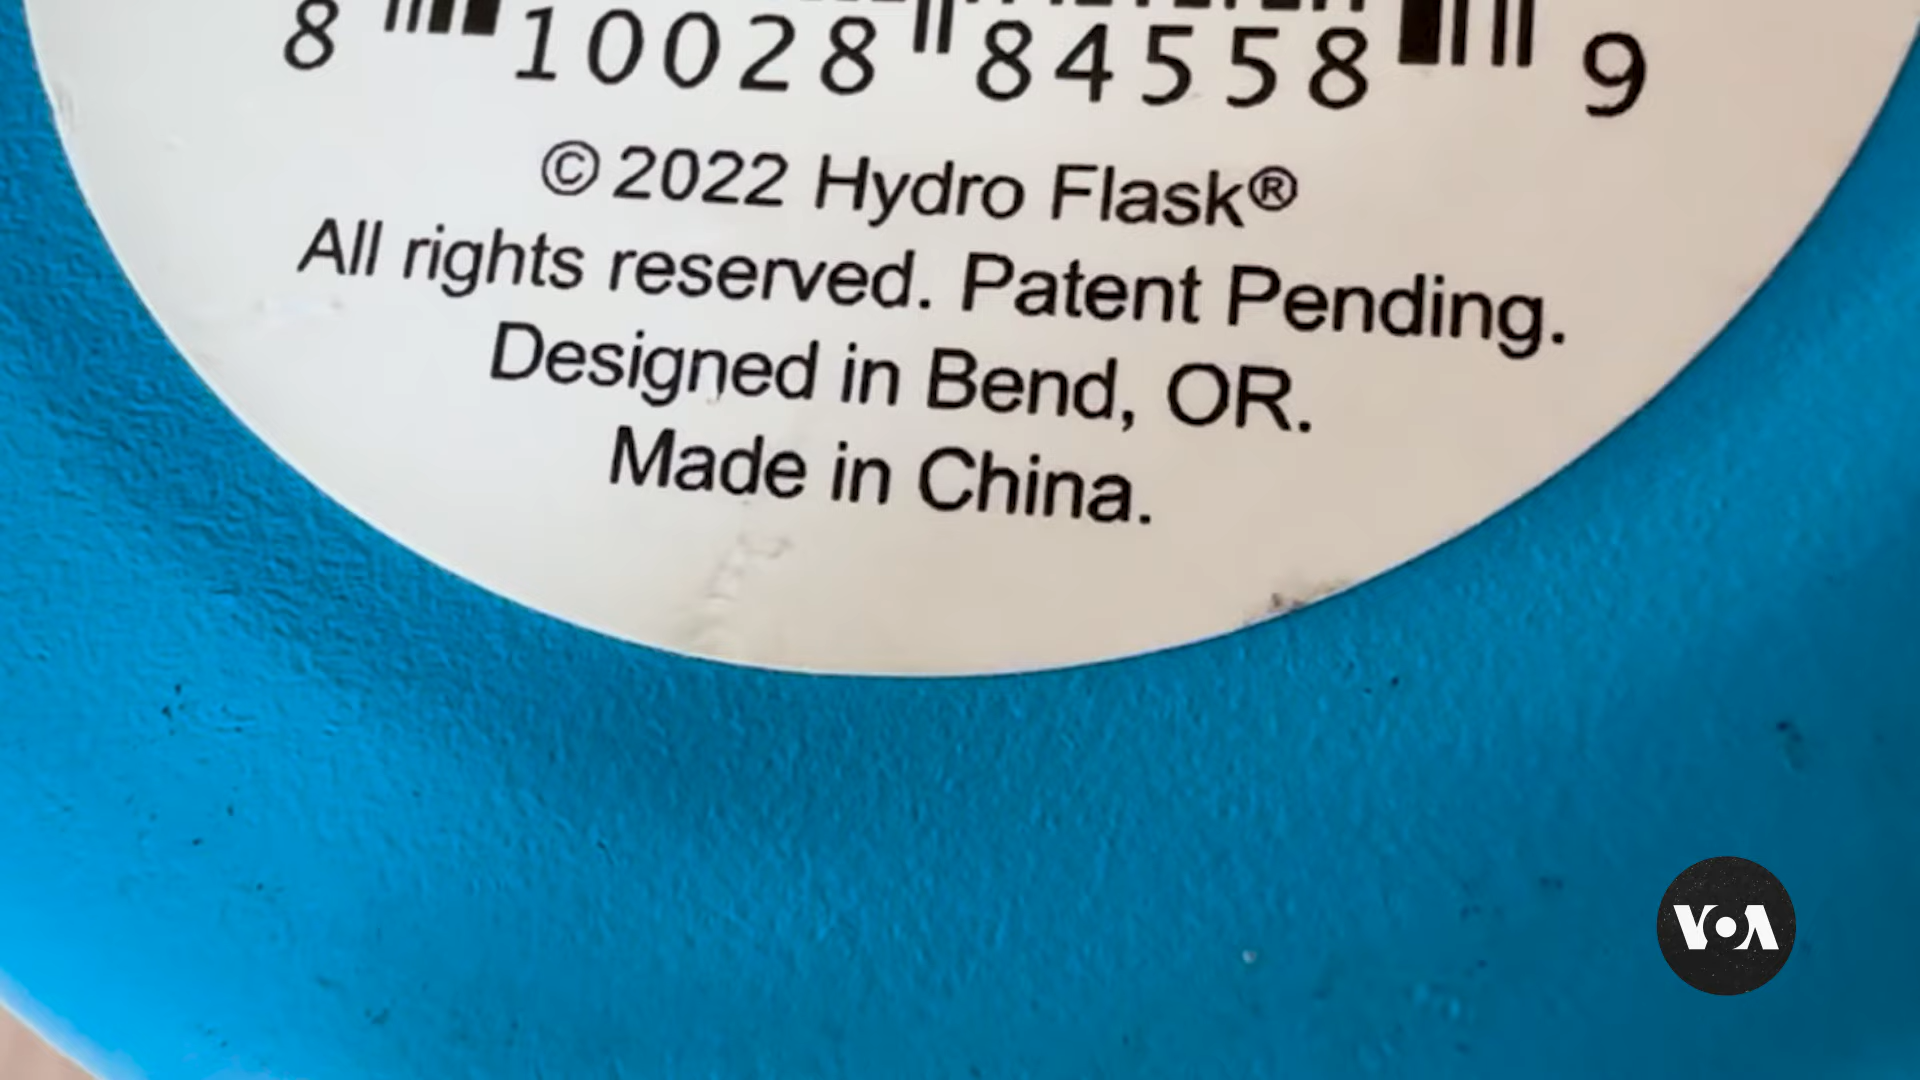 8 10028 84558 9
© 2022 Hydro Flask®
All rights reserved. Patent Pending.
Designed in Bend, OR.
Made in China.
VOA